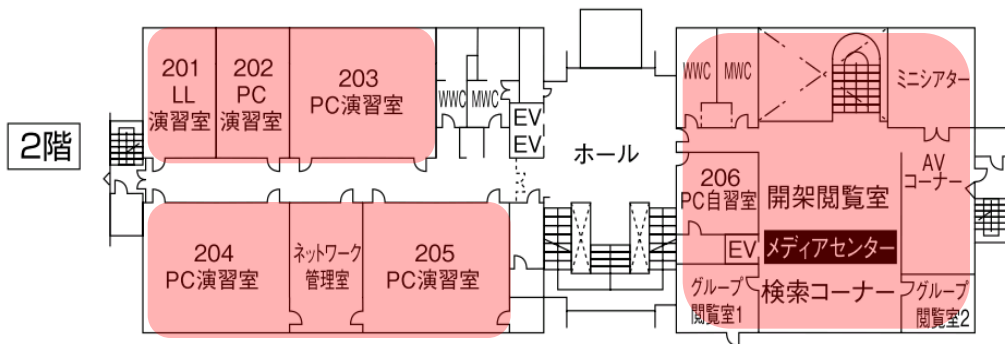 2階
201
LL
演習室
202
PC
演習室
203
PC演習室
WWC
MWC
EV
EV
ホール
204
PC演習室
ネットワーク
管理室
205
PC演習室
WWC
MWC
ミニシアター
AV
コーナー
206
PC自習室
開架閲覧室
メディアセンター
EV
検索コーナー
グループ
閲覧室1
グループ
閲覧室2